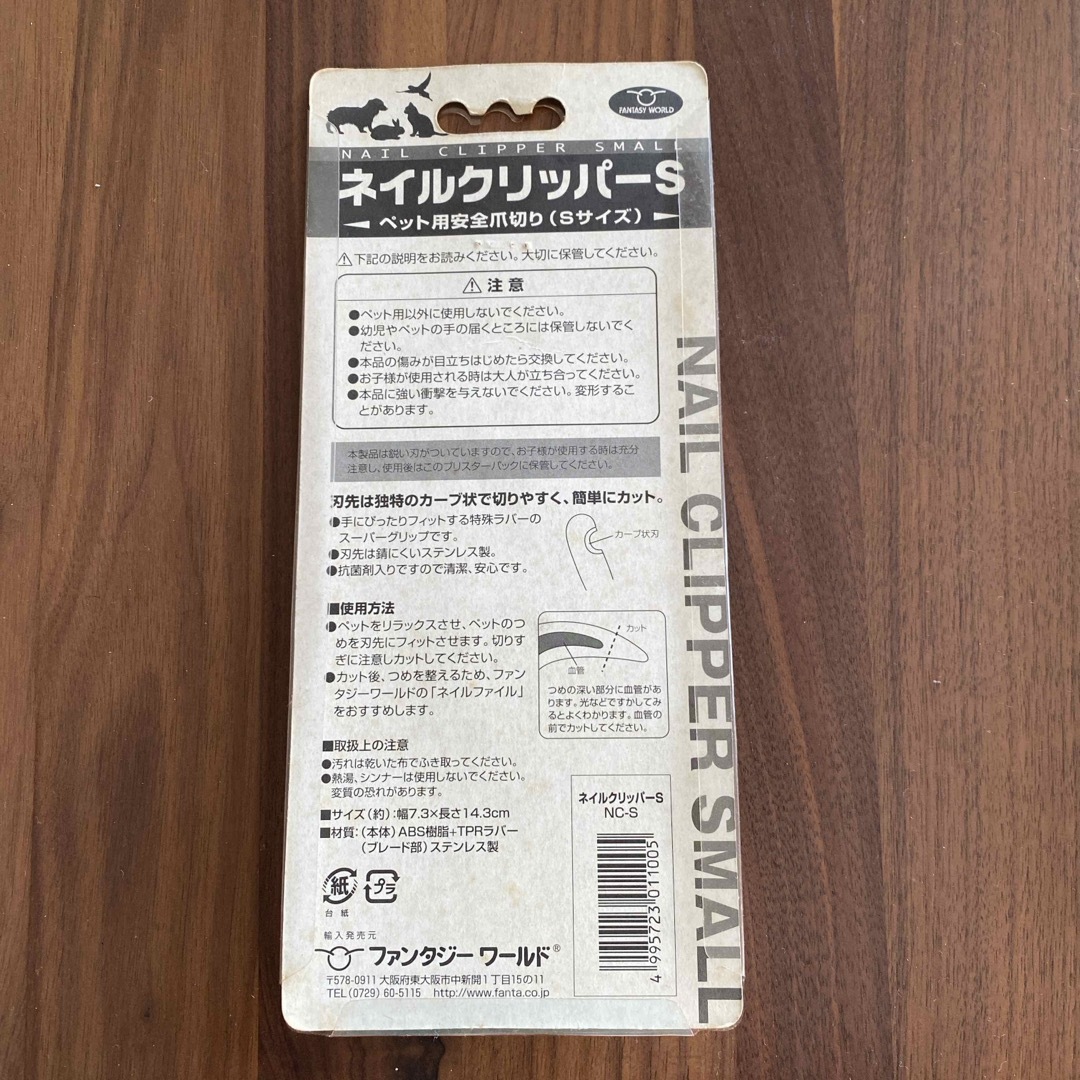 FANTASY WORLD
NAIL CLIPPER SMALL
ネイルクリッパーS
ペット用安全爪切り(Sサイズ)
下記の説明をお読みください。大切に保管してください。
注意
●ペット用以外に使用しないでください。
●幼児やペットの手の届くところには保管しないでく
ださい。
●本品の傷みが目立ちはじめたら交換してください。
●お子様が使用される時は大人が立ち合ってください。
●本品に強い衝撃を与えないでください。変形するこ
とがあります。
本製品は鋭い刃がついていますので、お子様が使用する時は充分
注意し、使用後はこのブリスターパックに保管してください。
刃先は独特のカーブ状で切りやすく、簡単にカット。
●手にぴったりフィットする特殊ラバーの
スーパーグリップです。
●刃先は錆にくいステンレス製。
●抗菌剤入りですので清潔、安心です。
カーブ状刃
■使用方法
●ペットをリラックスさせ、ペットのつ
めを刃先にフィットさせます。切りす
ぎに注意しカットしてください。
●カット後、つめを整えるため、ファン
タジーワールドの「ネイルファイル」
をおすすめします。
カット
血管
つめの深い部分に血管があ
ります。光などですかしてみ
るとよくわかります。血管の
前でカットしてください。
■取扱上の注意
●汚れは乾いた布でふき取ってください。
●熱湯、シンナーは使用しないでください。
変質の恐れがあります。
■サイズ(約):幅7.3×長さ14.3cm
■材質:(本体)ABS樹脂+TPRラバー
(ブレード部)ステンレス製
ネイルクリッパーS
NC-S
4 995723 011005
紙
プラ
台紙
輸入発売元
ファンタジー ワールド®
〒578-0911 大阪府東大阪市中新開1丁目15の11
TEL(0729)60-5115 http://www.fanta.co.jp
NAIL CLIPPER SMALL